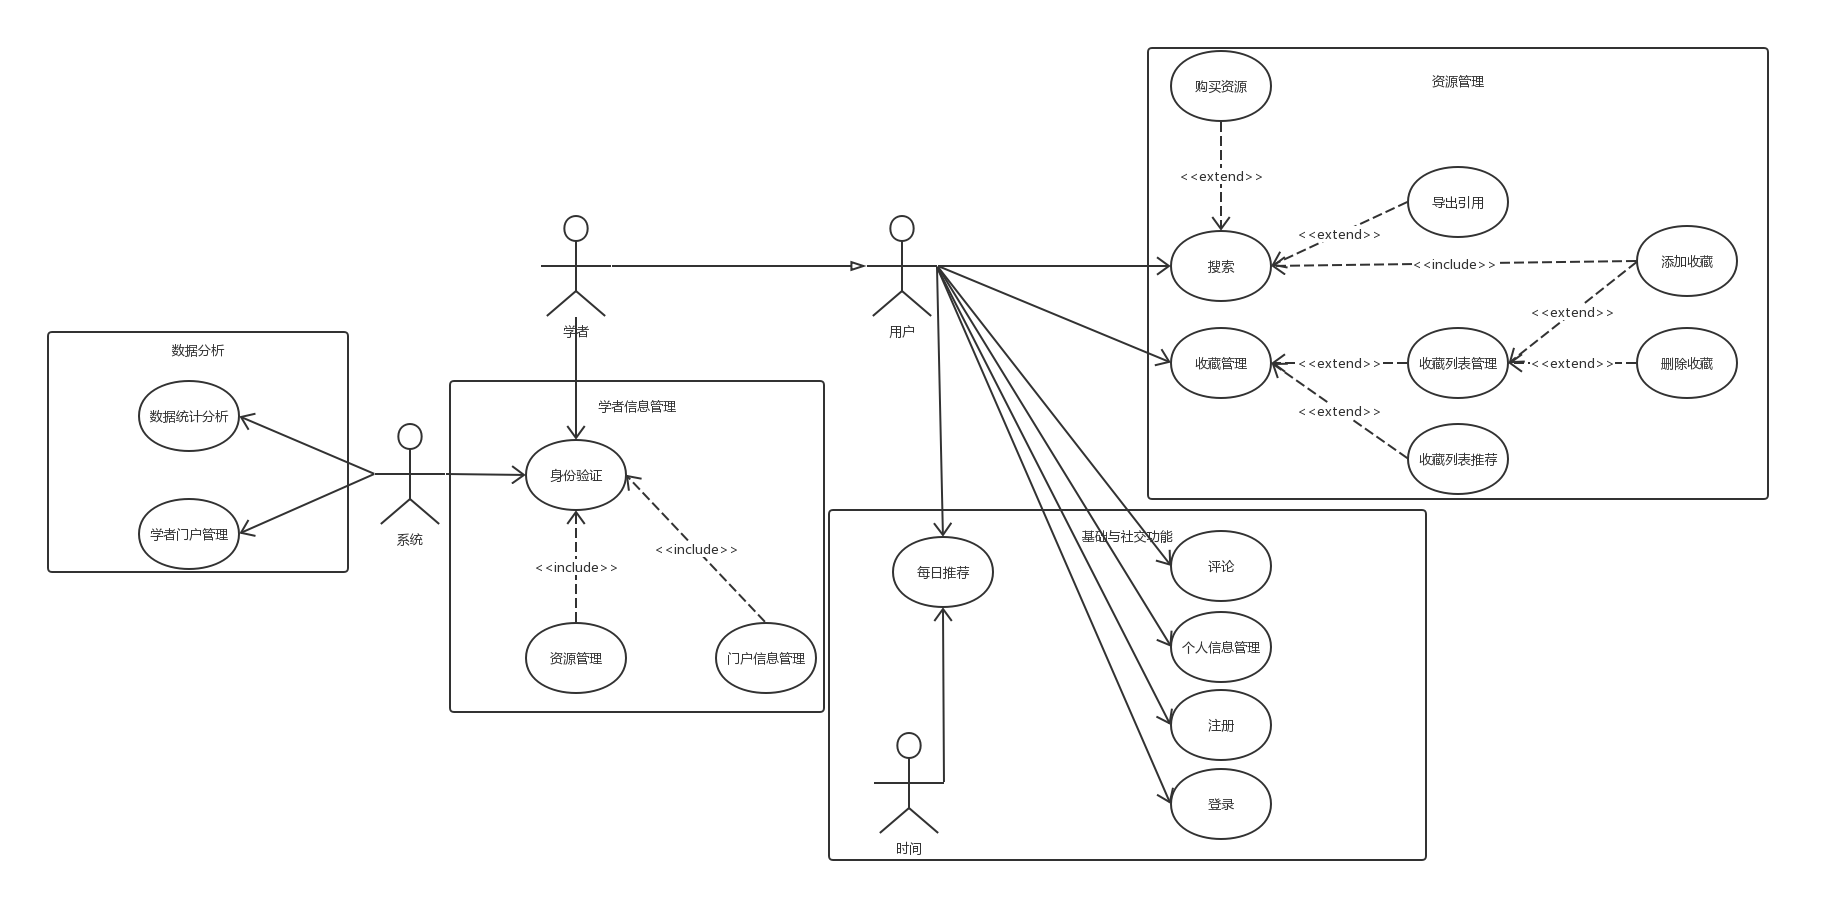 购买资源
资源管理
<<extend>>
导出引用
<<extend>>
搜索
<<include>>
添加收藏
<<extend>>
学者
用户
数据分析
收藏管理
<<extend>>
收藏列表管理
<<extend>>
删除收藏
学者信息管理
<<extend>>
数据统计分析
收藏列表推荐
身份验证
学者门户管理
系统
基础与社交功能
<<include>>
<<include>>
每日推荐
评论
个人信息管理
资源管理
门户信息管理
注册
登录
时间